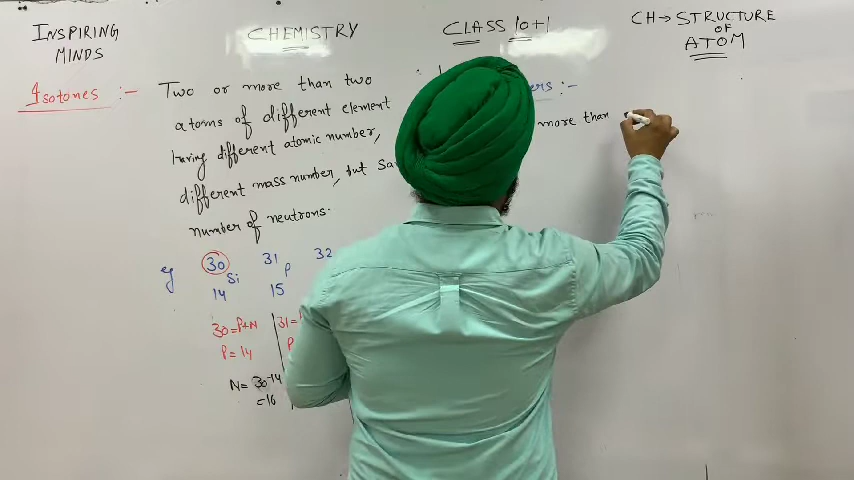 INSPIRING
MINDS
CHEMISTRY
CLASS 10+1
CH→ STRUCTURE
OF
ATOM
Isotones :-
Two or more than two
atoms of different element
having different atomic number,
different mass number, but
number of neutrons.
eg
30
Si
14
31
P
15
32
30=P+N
P=14
N= 30-14
=16
31=
P
ers :-
more than